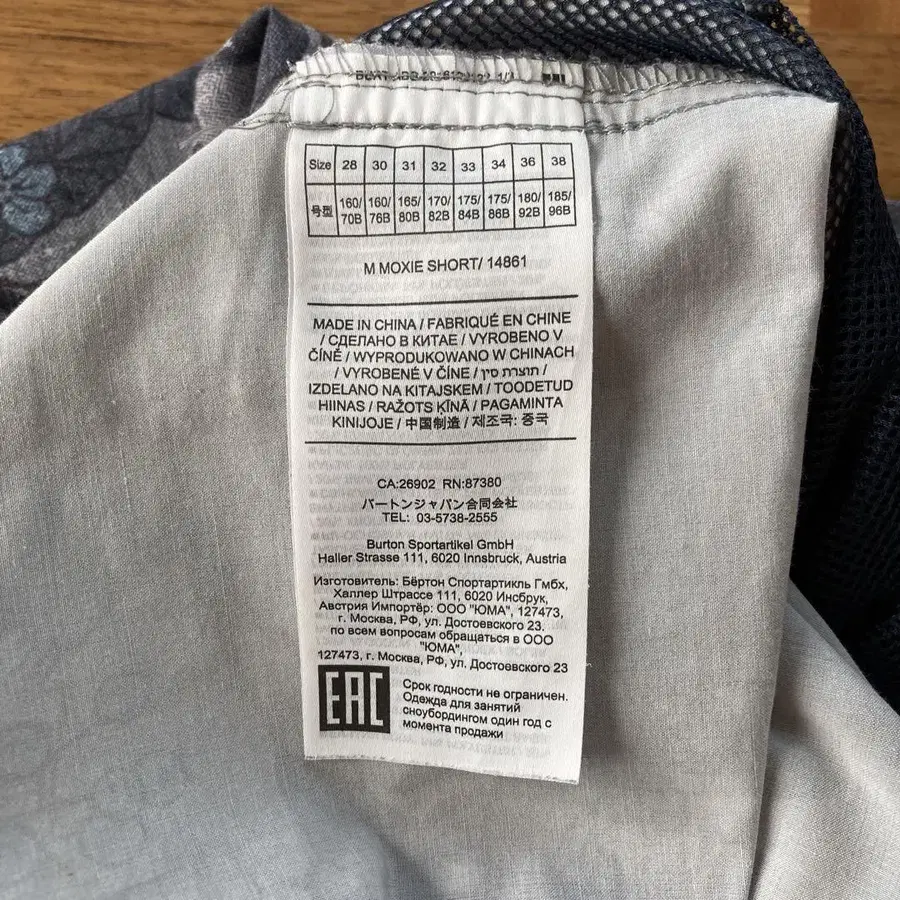 Size 28 30 31 32 33 34 36 38
号型 160/70B 160/76B 165/80B 170/82B 175/84B 175/86B 180/92B 185/96B
M MOXIE SHORT/ 14861
MADE IN CHINA / FABRIQUÉ EN CHINE
/ СДЕЛАНО В КИТАЕ / VYROBENO V
ČÍNĚ / WYPRODUKOWANO W CHINACH
/ VYROBENÉ V ČÍNE / תוצרת סין /
IZDELANO NA KITAJSKEM / TOODETUD
HIINAS / RAŽOTS ĶĪNĀ / PAGAMINTA
KINIJOJE / 中国制造 / 제조국: 중국
CA:26902 RN:87380
バートンジャパン合同会社
TEL: 03-5738-2555
Burton Sportartikel GmbH
Haller Strasse 111, 6020 Innsbruck, Austria
Изготовитель: Бёртон Спортартикль Гмбх,
Халлер Штрассе 111, 6020 Инсбрук,
Австрия Импортёр: ООО "ЮМА", 127473,
г. Москва, РФ, ул. Достоевского 23.
по всем вопросам обращаться в ООО
"ЮМА",
127473, г. Москва, РФ, ул. Достоевского 23
EAC
Срок годности не ограничен.
Одежда для занятий
сноубордингом один год с
момента продажи